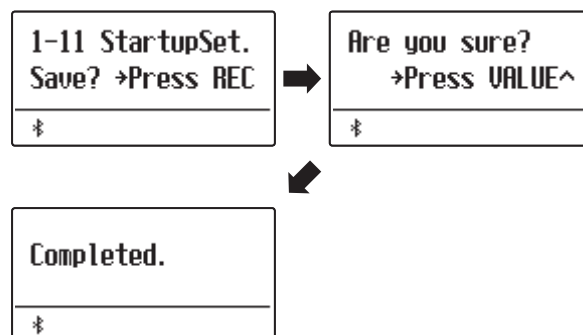 1-11 StartupSet.
Save? →Press REC
Are you sure?
→Press VALUE^
Completed.